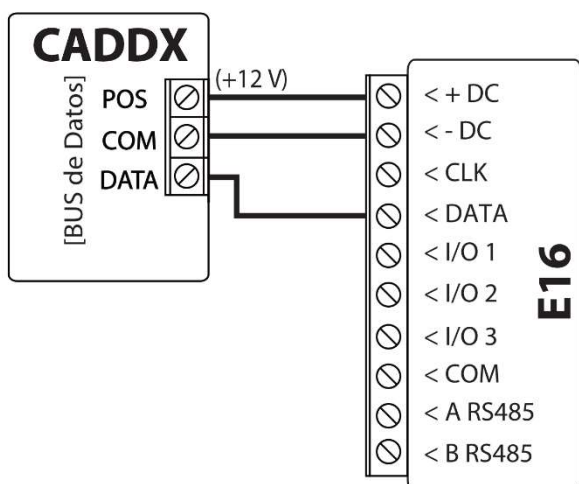 CADDX
[BUS de Datos]
POS
COM
DATA
(+12 V)
< + DC
< - DC
< CLK
< DATA
< I/O 1
< I/O 2
< I/O 3
< COM
< A RS485
< B RS485
E16